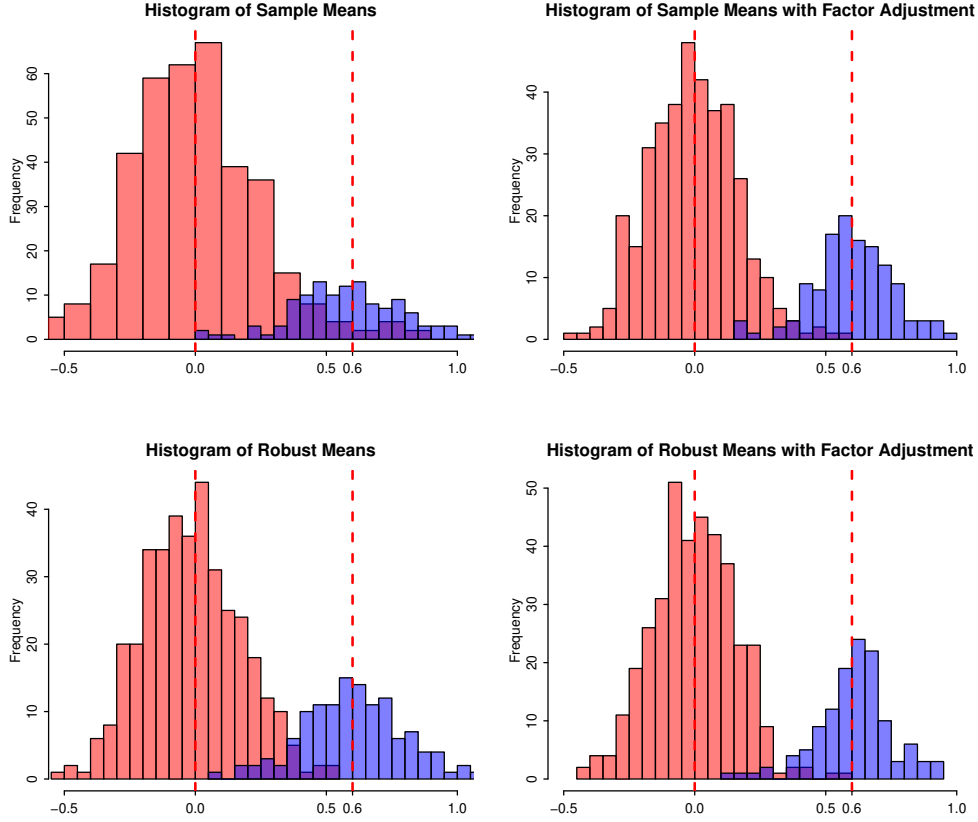 Histogram of Sample Means
Frequency
0 10 20 30 40 50 60
−0.5 0.0 0.5 0.6 1.0
Histogram of Sample Means with Factor Adjustment
Frequency
0 10 20 30 40
−0.5 0.0 0.5 0.6 1.0
Histogram of Robust Means
Frequency
0 10 20 30 40
−0.5 0.0 0.5 0.6 1.0
Histogram of Robust Means with Factor Adjustment
Frequency
0 10 20 30 40 50
−0.5 0.0 0.5 0.6 1.0